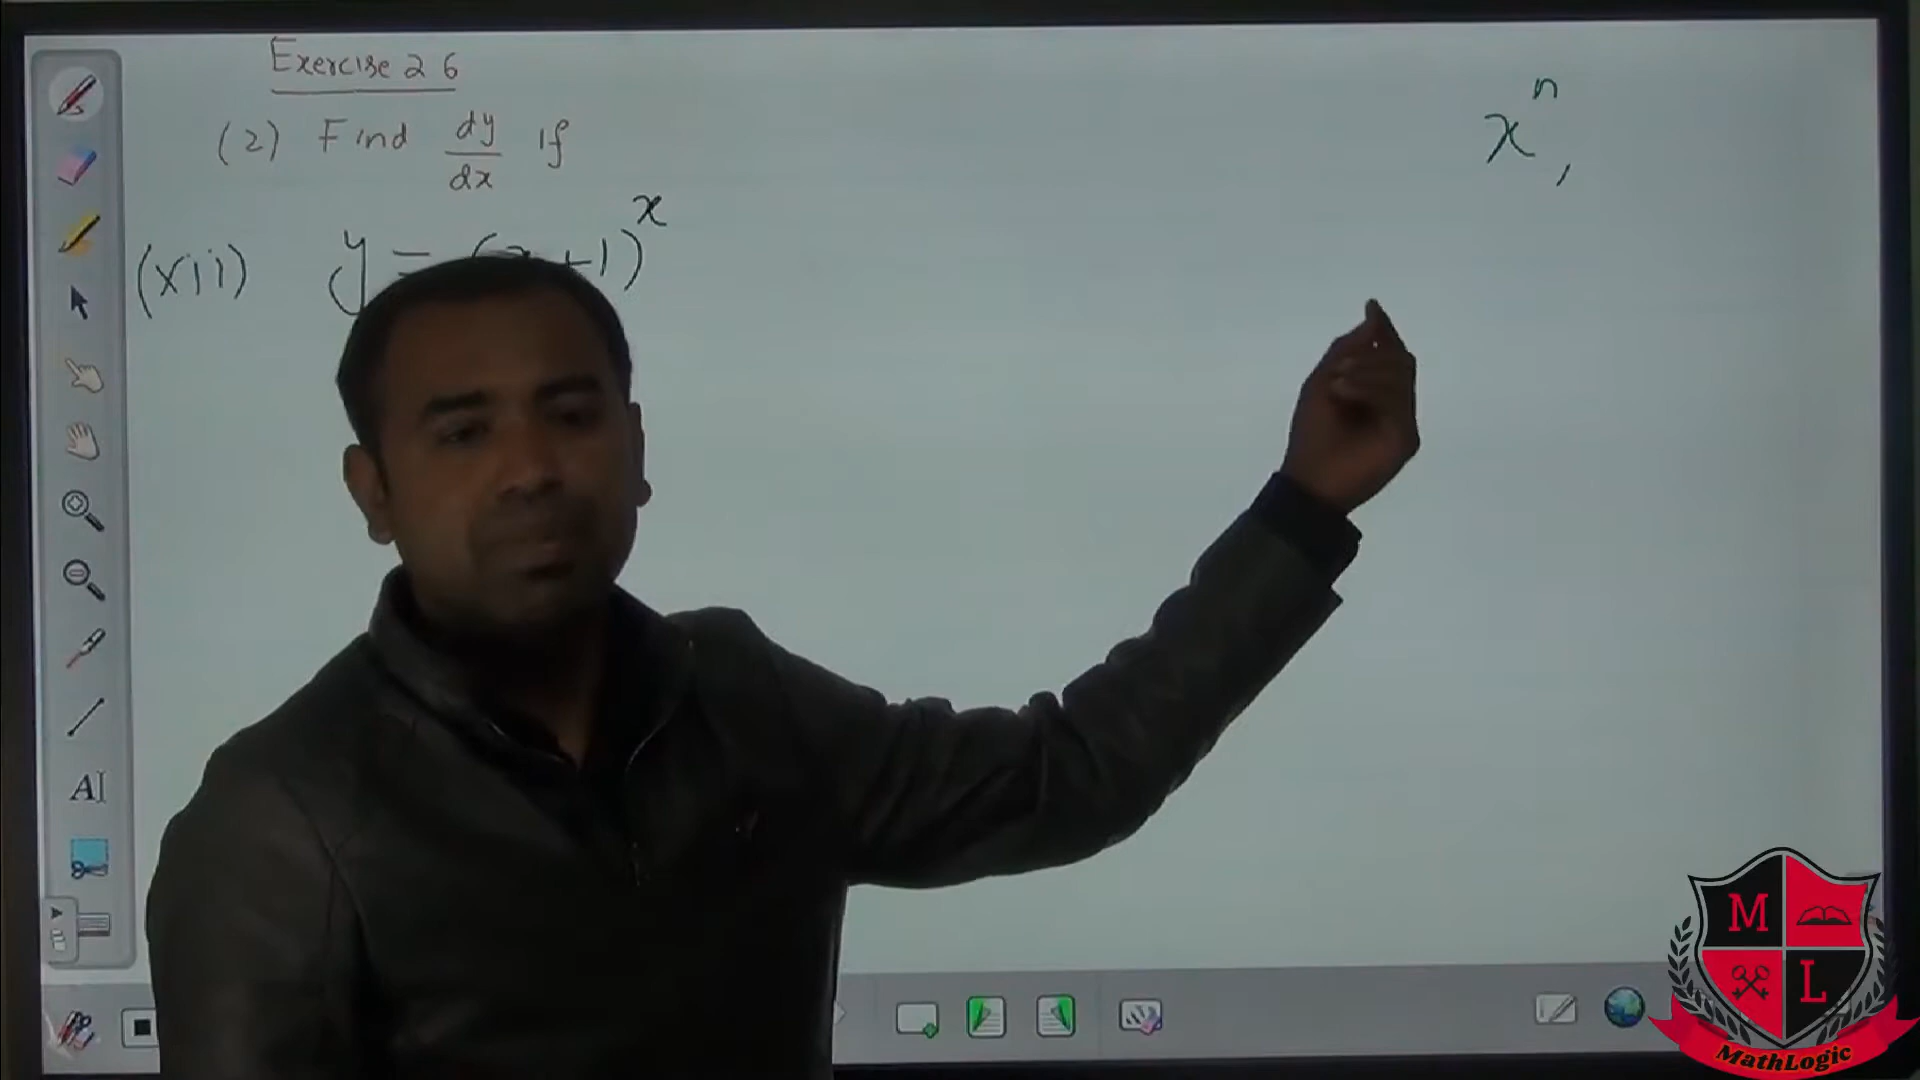 Exercise 2 6
(2) Find dy/dx if
(xii) y = (x+1)^x
x^n,
AI
M
L
MathLogic